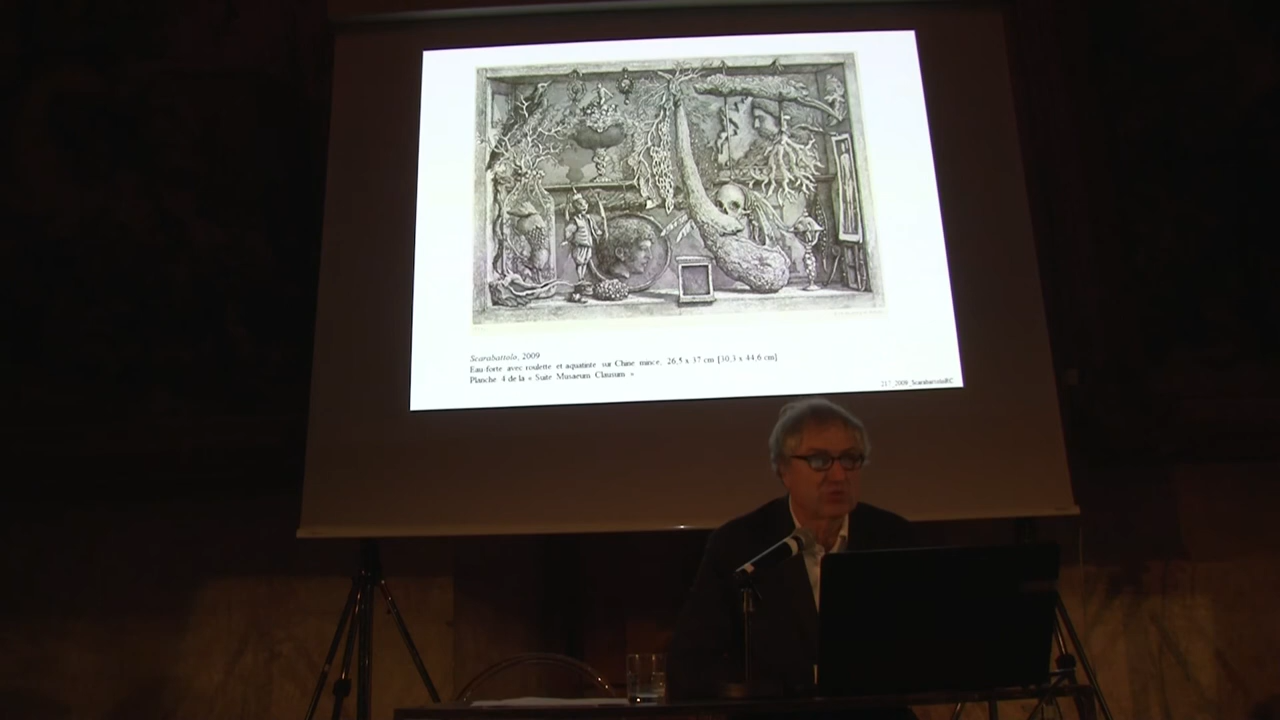 Scarabattolo, 2009
Eau-forte avec roulette et aquatinte sur Chine mince, 26,5 x 37 cm [30,3 x 44,6 cm]
Planche 4 de la « Suite Musaeum Clausum »
217_2009_ScarabattoloRC